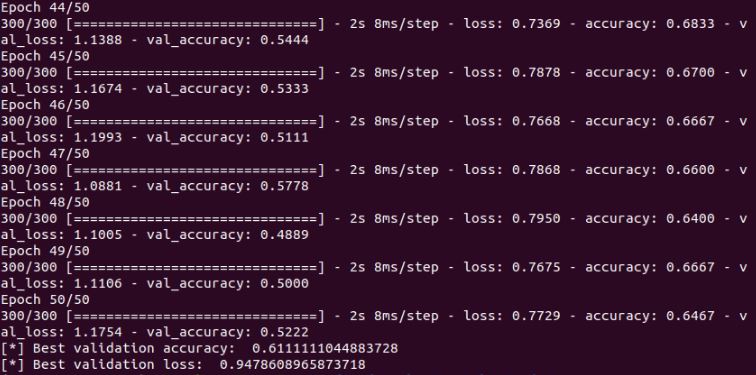 Epoch 44/50
300/300 [==============================] - 2s 8ms/step - loss: 0.7369 - accuracy: 0.6833 - v
al_loss: 1.1388 - val_accuracy: 0.5444
Epoch 45/50
300/300 [==============================] - 2s 8ms/step - loss: 0.7878 - accuracy: 0.6700 - v
al_loss: 1.1674 - val_accuracy: 0.5333
Epoch 46/50
300/300 [==============================] - 2s 8ms/step - loss: 0.7668 - accuracy: 0.6667 - v
al_loss: 1.1993 - val_accuracy: 0.5111
Epoch 47/50
300/300 [==============================] - 2s 8ms/step - loss: 0.7868 - accuracy: 0.6600 - v
al_loss: 1.0881 - val_accuracy: 0.5778
Epoch 48/50
300/300 [==============================] - 2s 8ms/step - loss: 0.7950 - accuracy: 0.6400 - v
al_loss: 1.1005 - val_accuracy: 0.4889
Epoch 49/50
300/300 [==============================] - 2s 8ms/step - loss: 0.7675 - accuracy: 0.6667 - v
al_loss: 1.1106 - val_accuracy: 0.5000
Epoch 50/50
300/300 [==============================] - 2s 8ms/step - loss: 0.7729 - accuracy: 0.6467 - v
al_loss: 1.1754 - val_accuracy: 0.5222
[*] Best validation accuracy:  0.6111111044883728
[*] Best validation loss:  0.9478608965873718